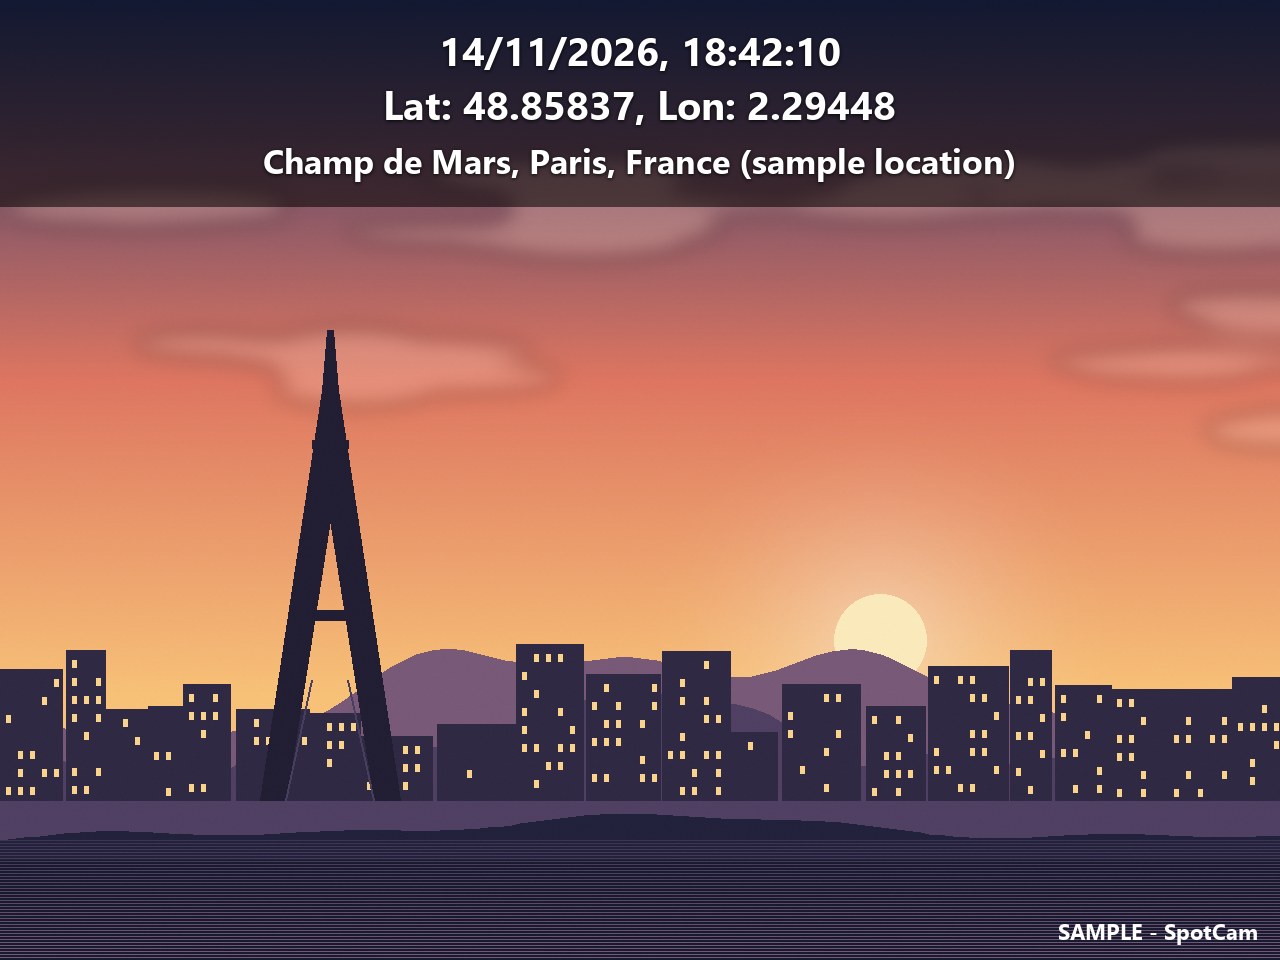 14/11/2026, 18:42:10
Lat: 48.85837, Lon: 2.29448
Champ de Mars, Paris, France (sample location)
SAMPLE - SpotCam